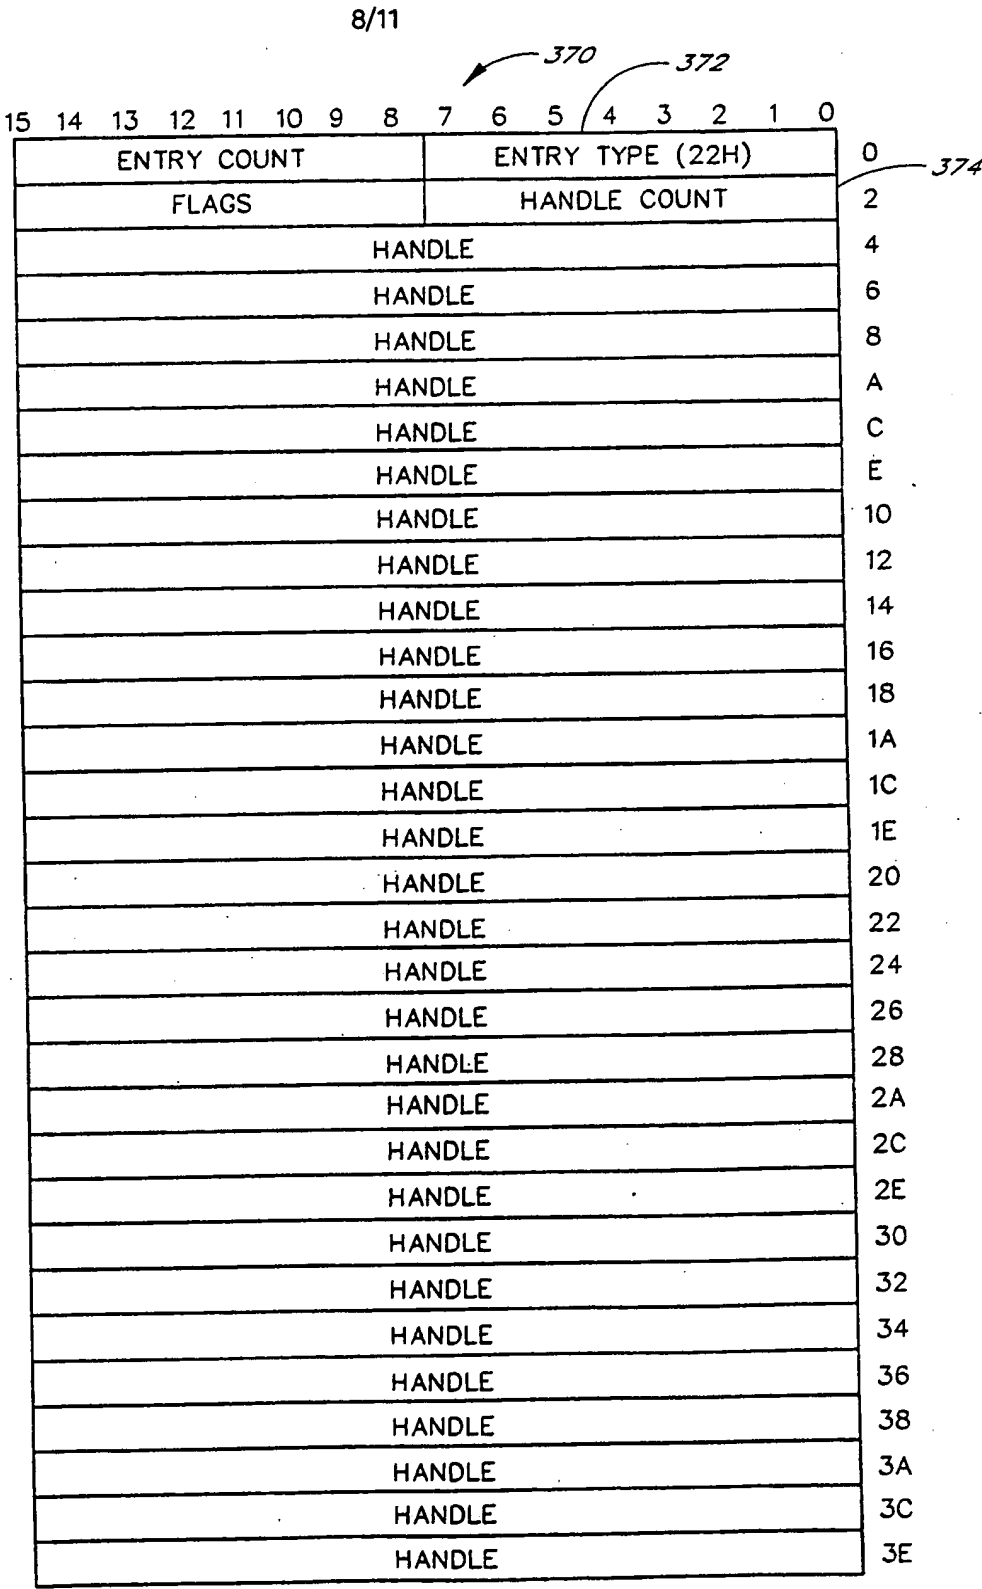 8/11
370
372
15 14 13 12 11 10 9 8 7 6 5 4 3 2 1 0
ENTRY COUNT ENTRY TYPE (22H) 0
374
FLAGS HANDLE COUNT 2
HANDLE 4
HANDLE 6
HANDLE 8
HANDLE A
HANDLE C
HANDLE E
HANDLE 10
HANDLE 12
HANDLE 14
HANDLE 16
HANDLE 18
HANDLE 1A
HANDLE 1C
HANDLE 1E
HANDLE 20
HANDLE 22
HANDLE 24
HANDLE 26
HANDLE 28
HANDLE 2A
HANDLE 2C
HANDLE 2E
HANDLE 30
HANDLE 32
HANDLE 34
HANDLE 36
HANDLE 38
HANDLE 3A
HANDLE 3C
HANDLE 3E